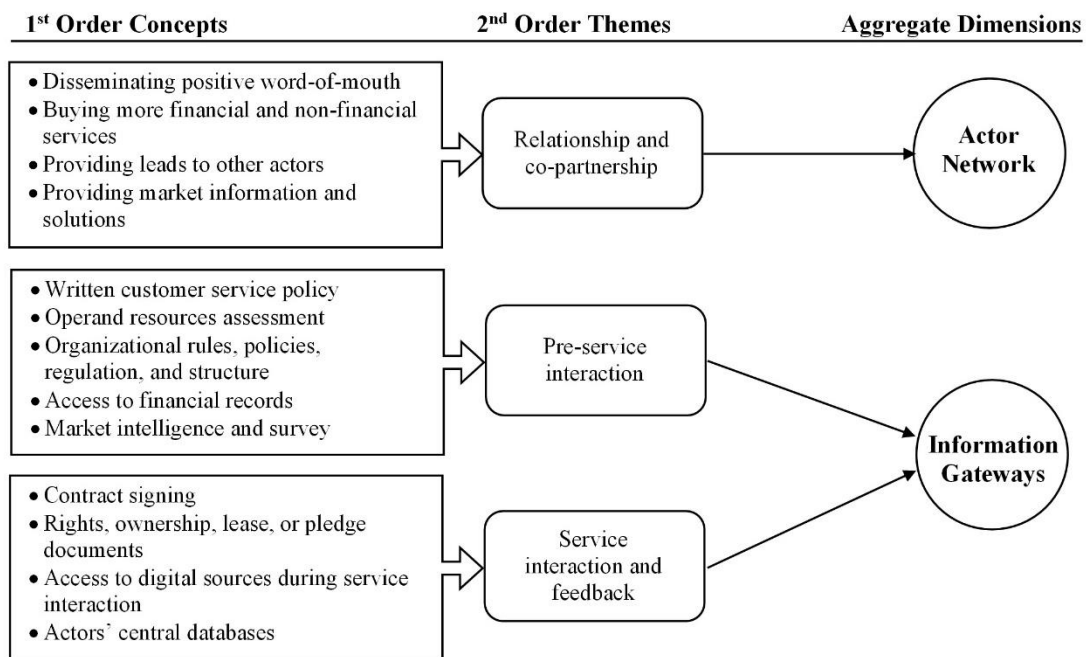 1st Order Concepts
2nd Order Themes
Aggregate Dimensions
• Disseminating positive word-of-mouth
• Buying more financial and non-financial
services
• Providing leads to other actors
• Providing market information and
solutions
Relationship and
co-partnership
Actor
Network
• Written customer service policy
• Operand resources assessment
• Organizational rules, policies,
regulation, and structure
• Access to financial records
• Market intelligence and survey
Pre-service
interaction
Information
Gateways
• Contract signing
• Rights, ownership, lease, or pledge
documents
• Access to digital sources during service
interaction
• Actors’ central databases
Service
interaction and
feedback